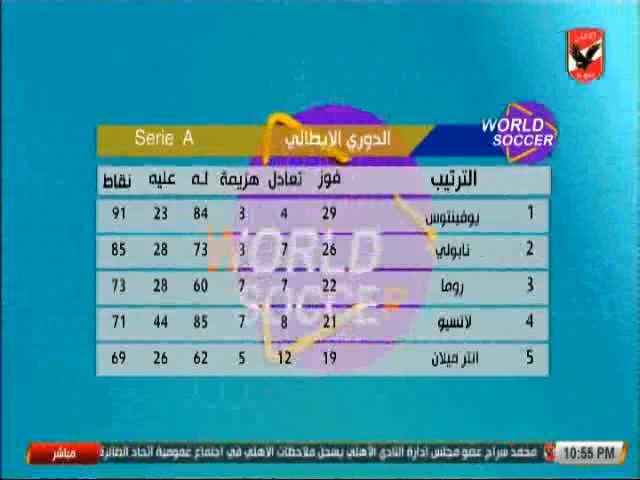 الدوري الايطالي Serie A
WORLD SOCCER
الترتيب فوز تعادل هزيمة له عليه نقاط
1 يوفينتوس 29 4 3 84 23 91
2 نابولي 26 7 3 73 28 85
3 روما 22 7 7 60 28 73
4 لاتسيو 21 8 7 85 44 71
5 انتر ميلان 19 12 5 62 26 69
WORLD
SOCCER
10:55 PM محمد سراج عضو مجلس إدارة النادي الأهلي يسجل ملاحظات الاهلي في اجتماع عمومية اتحاد الطائرة مباشر